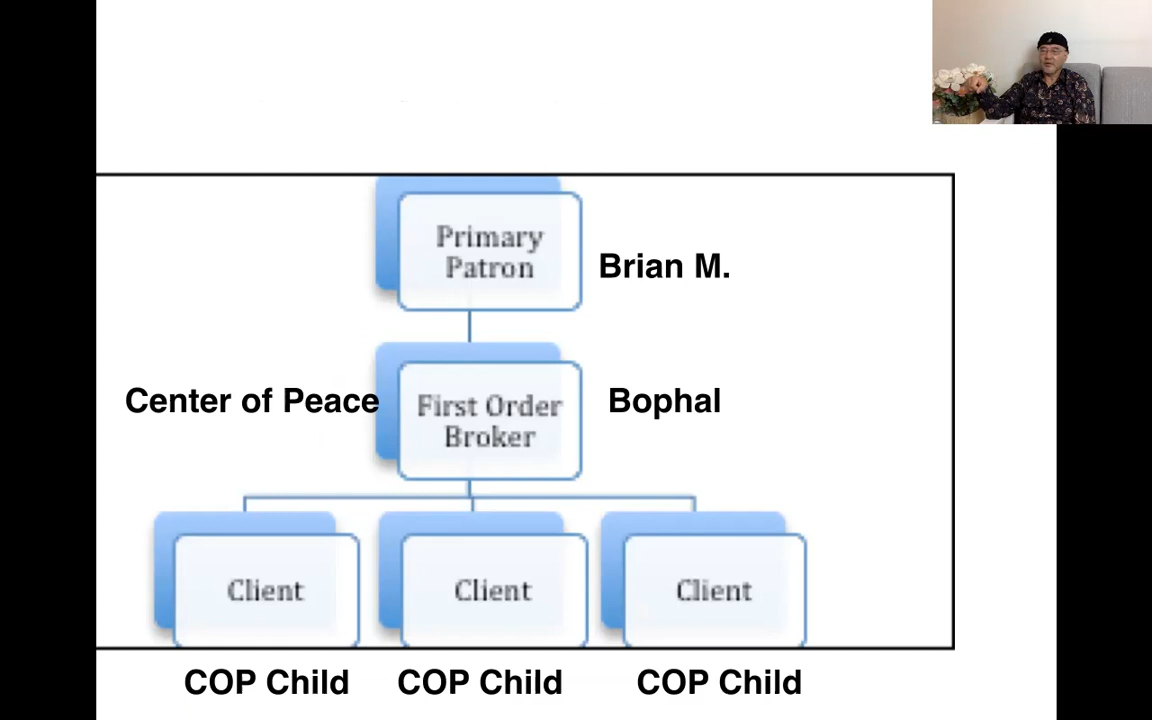 Primary
Patron
Brian M.
Center of Peace
First Order
Broker
Bophal
Client
Client
Client
COP Child
COP Child
COP Child